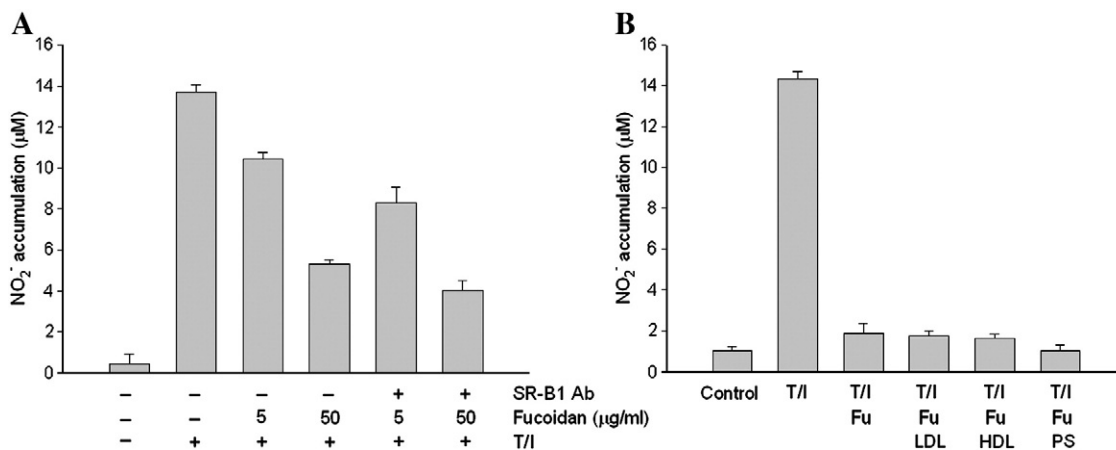 A
NO₂⁻ accumulation (μM)
16
14
12
10
8
6
4
2
0
– – – – + + SR-B1 Ab
– – 5 50 5 50 Fucoidan (μg/ml)
– + + + + + T/I
B
NO₂⁻ accumulation (μM)
16
14
12
10
8
6
4
2
0
Control T/I T/I T/I T/I T/I
Fu Fu Fu Fu
LDL HDL PS